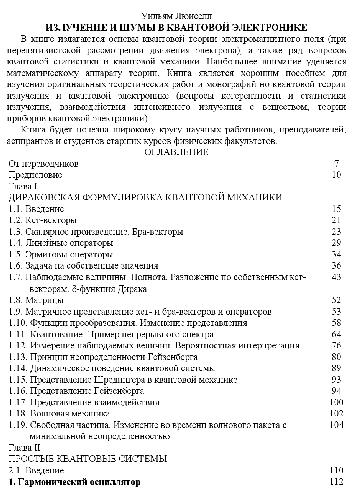 Уильям Люиселл
ИЗЛУЧЕНИЕ И ШУМЫ В КВАНТОВОЙ ЭЛЕКТРОНИКЕ
В книге излагается основы квантовой теории электромагнитного поля (при
нерелятивистском рассмотрении движения электрона), а также ряд вопросов
квантовой статистики и квантовой механики. Наибольшее внимание уделяется
математическому аппарату теории. Книга является хорошим пособием для
изучения оригинальных теоретических работ и монографий по квантовой теории
излучения и квантовой электронике (вопросы когерентности и статистики
излучения, взаимодействия интенсивного излучения с веществом, теории
приборов квантовой электроники)
Книга будет полезна широкому кругу научных работников, преподавателей,
аспирантов и студентов старших курсов физических факультетов.
ОГЛАВЛЕНИЕ
От переводчиков 7
Предисловие 10
Глава I
ДИРАКОВСКАЯ ФОРМУЛИРОВКА КВАНТОВОЙ МЕХАНИКИ
1.1. Введение 15
1.2. Кет-векторы 21
1.3. Скалярное произведение. Бра-векторы 23
1.4. Линейные операторы 29
1.5. Эрмитовы операторы 34
1.6. Задача на собственные значения 36
1.7. Наблюдаемые величины. Полнота. Разложение по собственным кет- 43
векторам. δ-функция Дирака
1.8. Матрицы 52
1.9. Матричное представление кет- и бра-векторов и операторов 53
1.10. Функции преобразования. Изменение представления 58
1.11. Квантование. Пример непрерывного спектра 64
1.12. Измерение наблюдаемых величин. Вероятностная интерпретация 76
1.13. Принцип неопределенности Гейзенберга 80
1.14. Динамическое поведение квантовой системы 89
1.15. Представление Шредингера в квантовой механике 93
1.16. Представление Гейзенберга 94
1.17. Представление взаимодействия 100
1.18. Волновая механика 102
1.19. Свободная частица. Изменение во времени волнового пакета с 104
минимальной неопределенностью
Глава II
ПРОСТЫЕ КВАНТОВЫЕ СИСТЕМЫ
2.1. Введение 110
1. Гармонический осциллятор 112